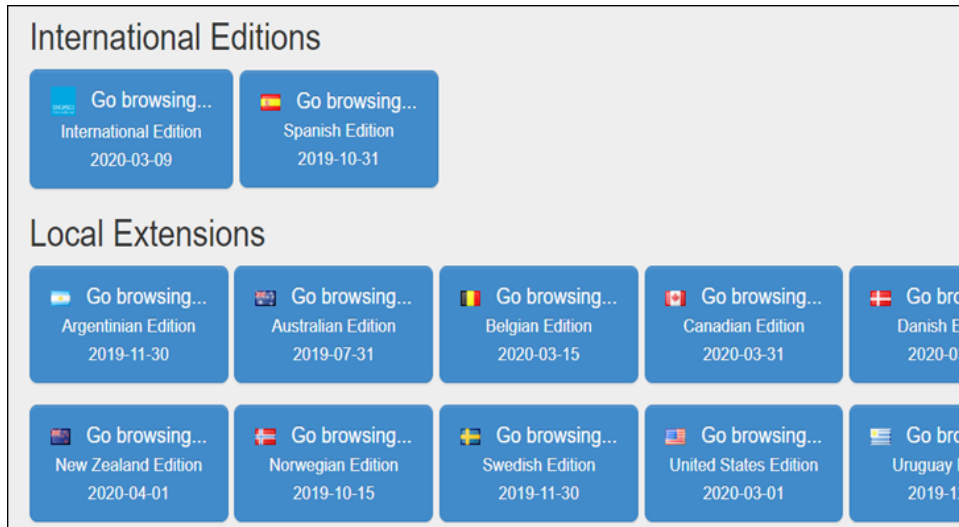 International Editions
Go browsing...
International Edition
2020-03-09
Go browsing...
Spanish Edition
2019-10-31
Local Extensions
Go browsing...
Argentinian Edition
2019-11-30
Go browsing...
Australian Edition
2019-07-31
Go browsing...
Belgian Edition
2020-03-15
Go browsing...
Canadian Edition
2020-03-31
Go
Danish
Go browsing...
New Zealand Edition
2020-04-01
Go browsing...
Norwegian Edition
2019-10-15
Go browsing...
Swedish Edition
2019-11-30
Go browsing...
United States Edition
2020-03-01
Go
Uruguay